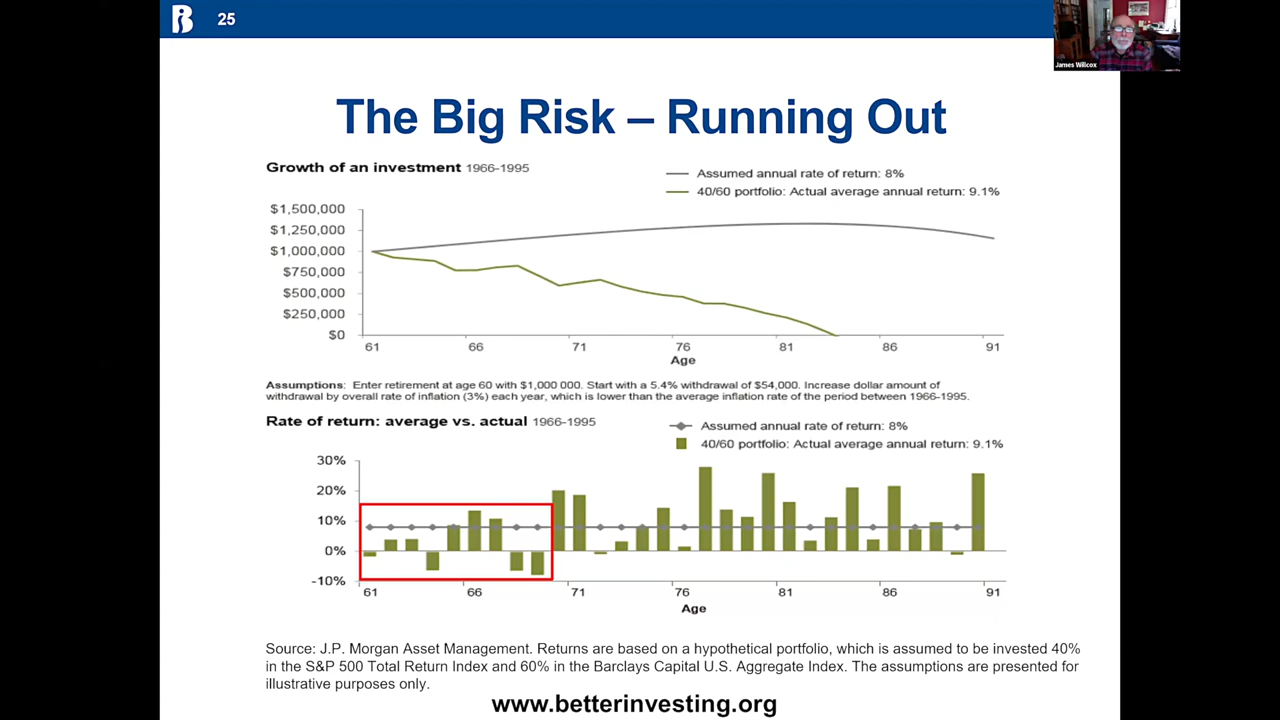 25
James Willcox
The Big Risk – Running Out
Growth of an investment 1966-1995
Assumed annual rate of return: 8%
40/60 portfolio: Actual average annual return: 9.1%
$1,500,000
$1,250,000
$1,000,000
$750,000
$500,000
$250,000
$0
61 66 71 76 81 86 91
Age
Assumptions: Enter retirement at age 60 with $1,000 000. Start with a 5.4% withdrawal of $54,000. Increase dollar amount of
withdrawal by overall rate of inflation (3%) each year, which is lower than the average inflation rate of the period between 1966-1995.
Rate of return: average vs. actual 1966-1995
Assumed annual rate of return: 8%
40/60 portfolio: Actual average annual return: 9.1%
30%
20%
10%
0%
-10%
61 66 71 76 81 86 91
Age
Source: J.P. Morgan Asset Management. Returns are based on a hypothetical portfolio, which is assumed to be invested 40%
in the S&P 500 Total Return Index and 60% in the Barclays Capital U.S. Aggregate Index. The assumptions are presented for
illustrative purposes only.
www.betterinvesting.org